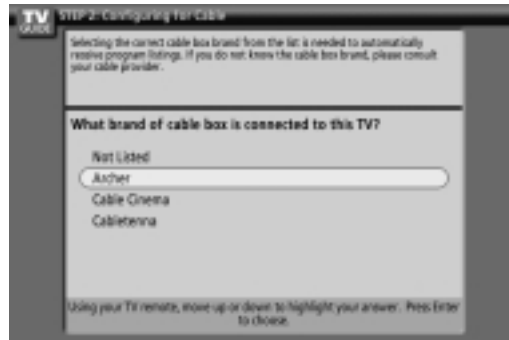 TV
GUIDE
STEP 2: Configuring for Cable
Selecting the correct cable box brand from the list is needed to automatically
receive program listings. If you do not know the cable box brand, please consult
your cable provider.
What brand of cable box is connected to this TV?
Not Listed
Archer
Cable Cinema
Cabletenna
Using your TV remote, move up or down to highlight your answer. Press Enter
to choose.